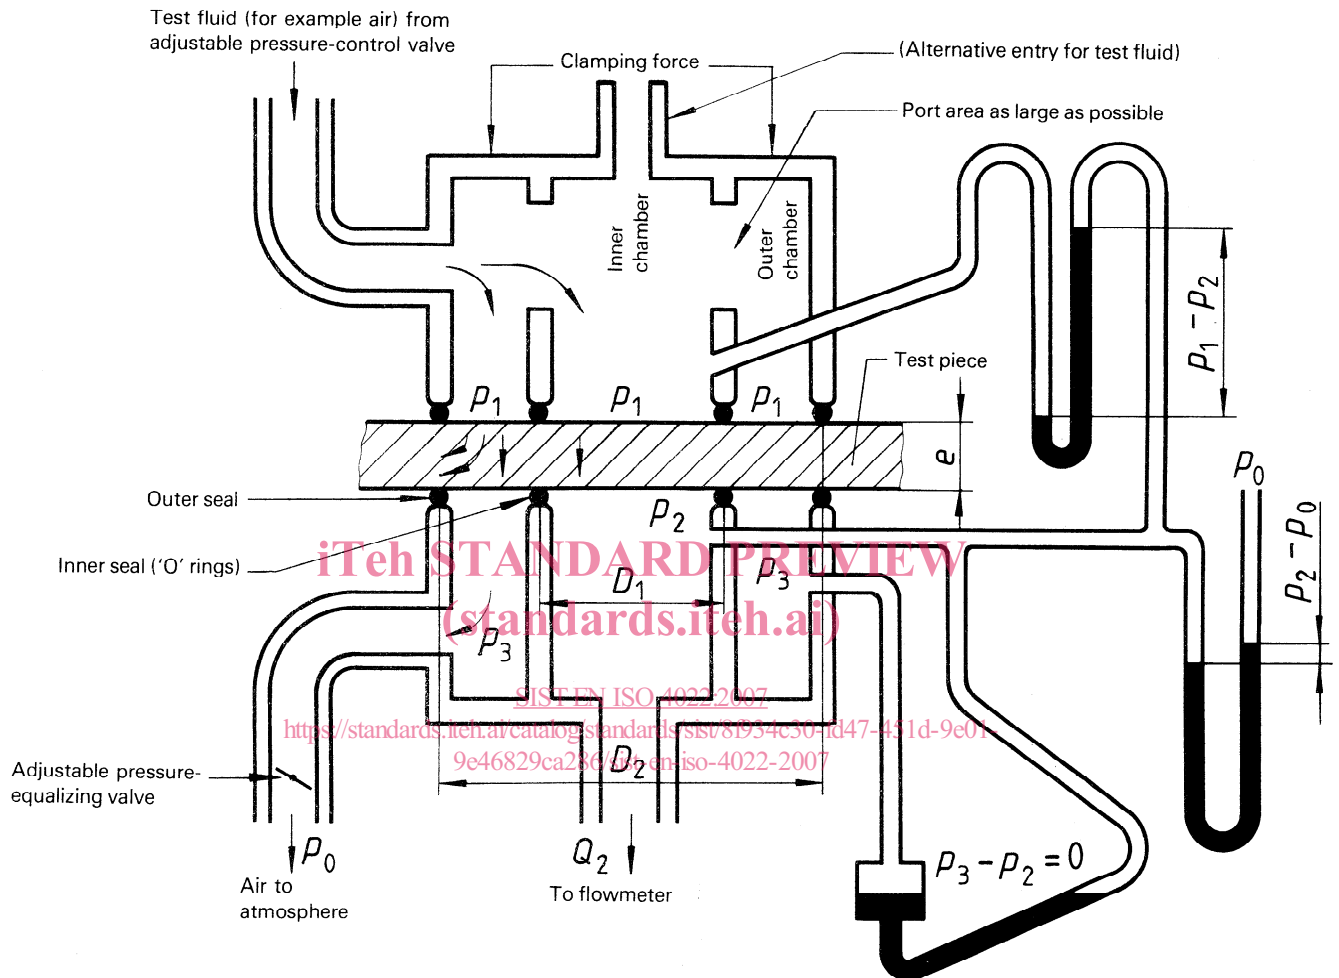 Test fluid (for example air) from
adjustable pressure-control valve
Clamping force
(Alternative entry for test fluid)
Port area as large as possible
Inner
chamber
Outer
chamber
P1 – P2
Test piece
P1
P1
P1
e
P0
Outer seal
P2
P2 – P0
Inner seal ('O' rings)
iTeh STANDARD PREVIEW
P3
D1
(standards.iteh.ai)
P3
SIST EN ISO 4022:2007
https://standards.iteh.ai/catalog/standards/sist/8f934c30-fd47-451d-9e01-
9e46829ca286/sist-en-iso-4022-2007
D2
Adjustable pressure-
equalizing valve
P0
Q2
P3 – P2 = 0
Air to
atmosphere
To flowmeter